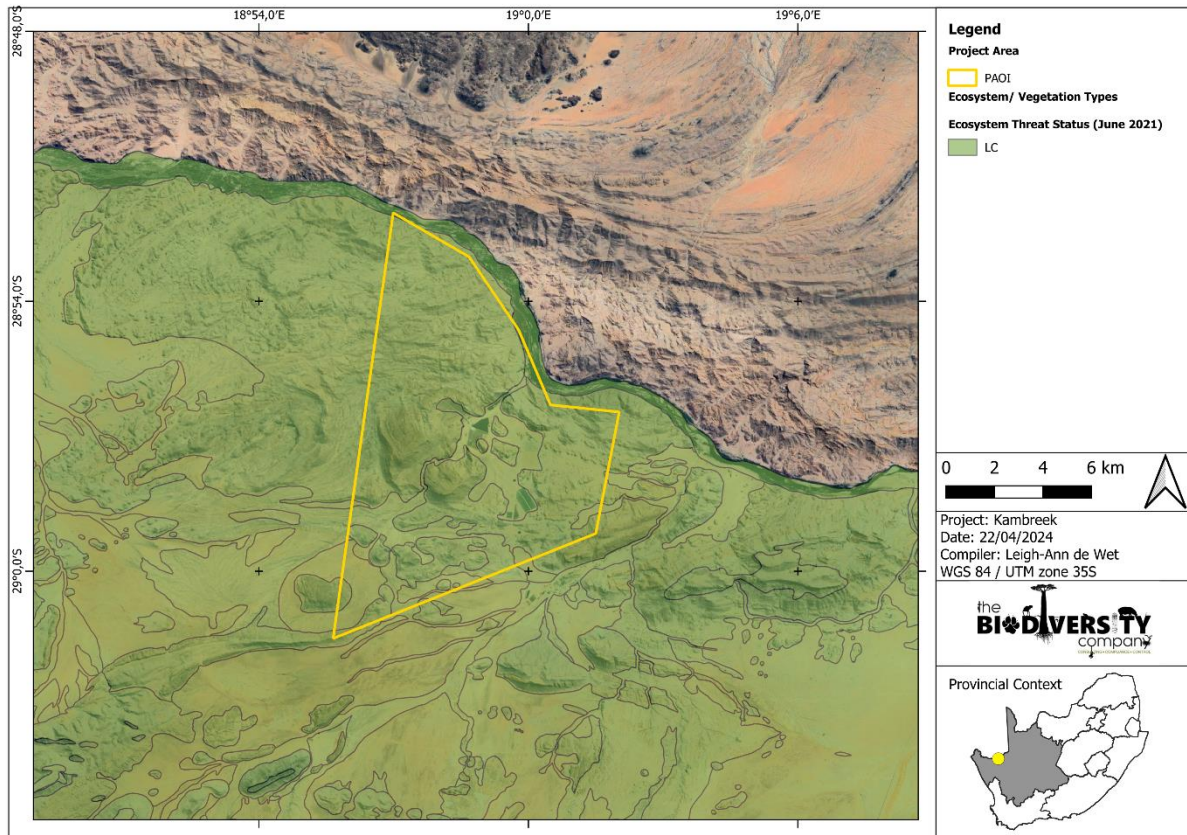 18°54,0'E
19°0,0'E
19°6,0'E
28°48,0'S
28°54,0'S
29°0,0'S
Legend
Project Area
PAOI
Ecosystem/ Vegetation Types
Ecosystem Threat Status (June 2021)
LC
0 2 4 6 km
Project: Kambreek
Date: 22/04/2024
Compiler: Leigh-Ann de Wet
WGS 84 / UTM zone 35S
the
BIODIVERSITY
company
Provincial Context